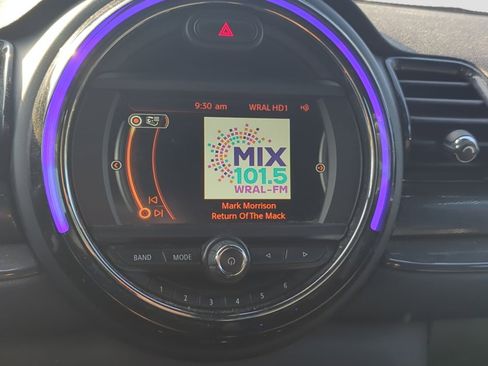 9:30 am WRAL HD1
MIX
101.5
WRAL-FM
Mark Morrison
Return Of The Mack
BAND MODE
1 2 3 4 5 6